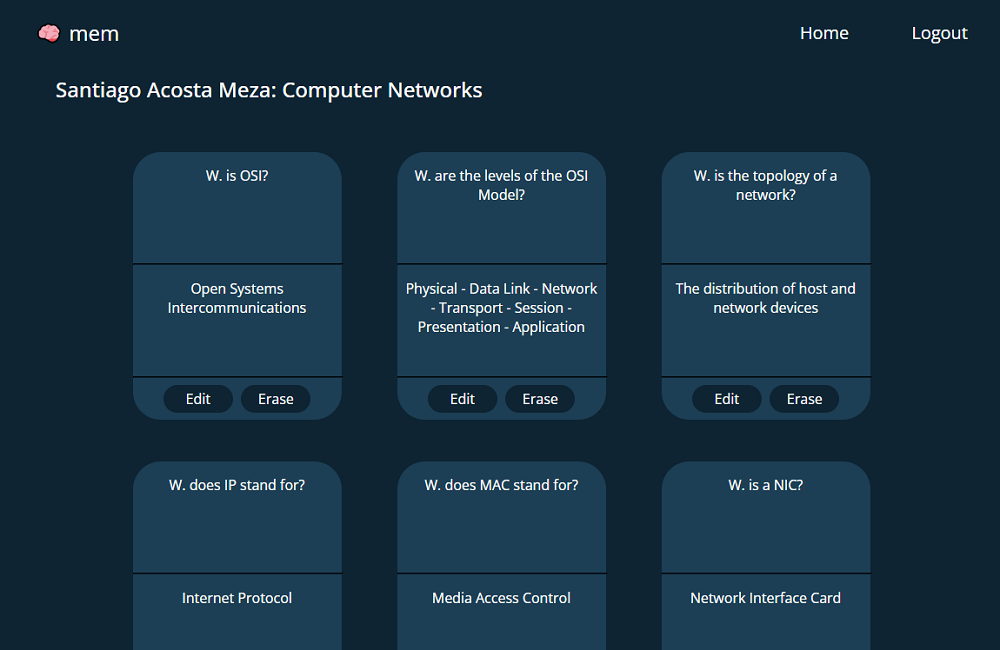 mem
Home
Logout
Santiago Acosta Meza: Computer Networks
W. is OSI?
Open Systems
Intercommunications
Edit
Erase
W. are the levels of the OSI
Model?
Physical - Data Link - Network
- Transport - Session -
Presentation - Application
Edit
Erase
W. is the topology of a
network?
The distribution of host and
network devices
Edit
Erase
W. does IP stand for?
Internet Protocol
W. does MAC stand for?
Media Access Control
W. is a NIC?
Network Interface Card